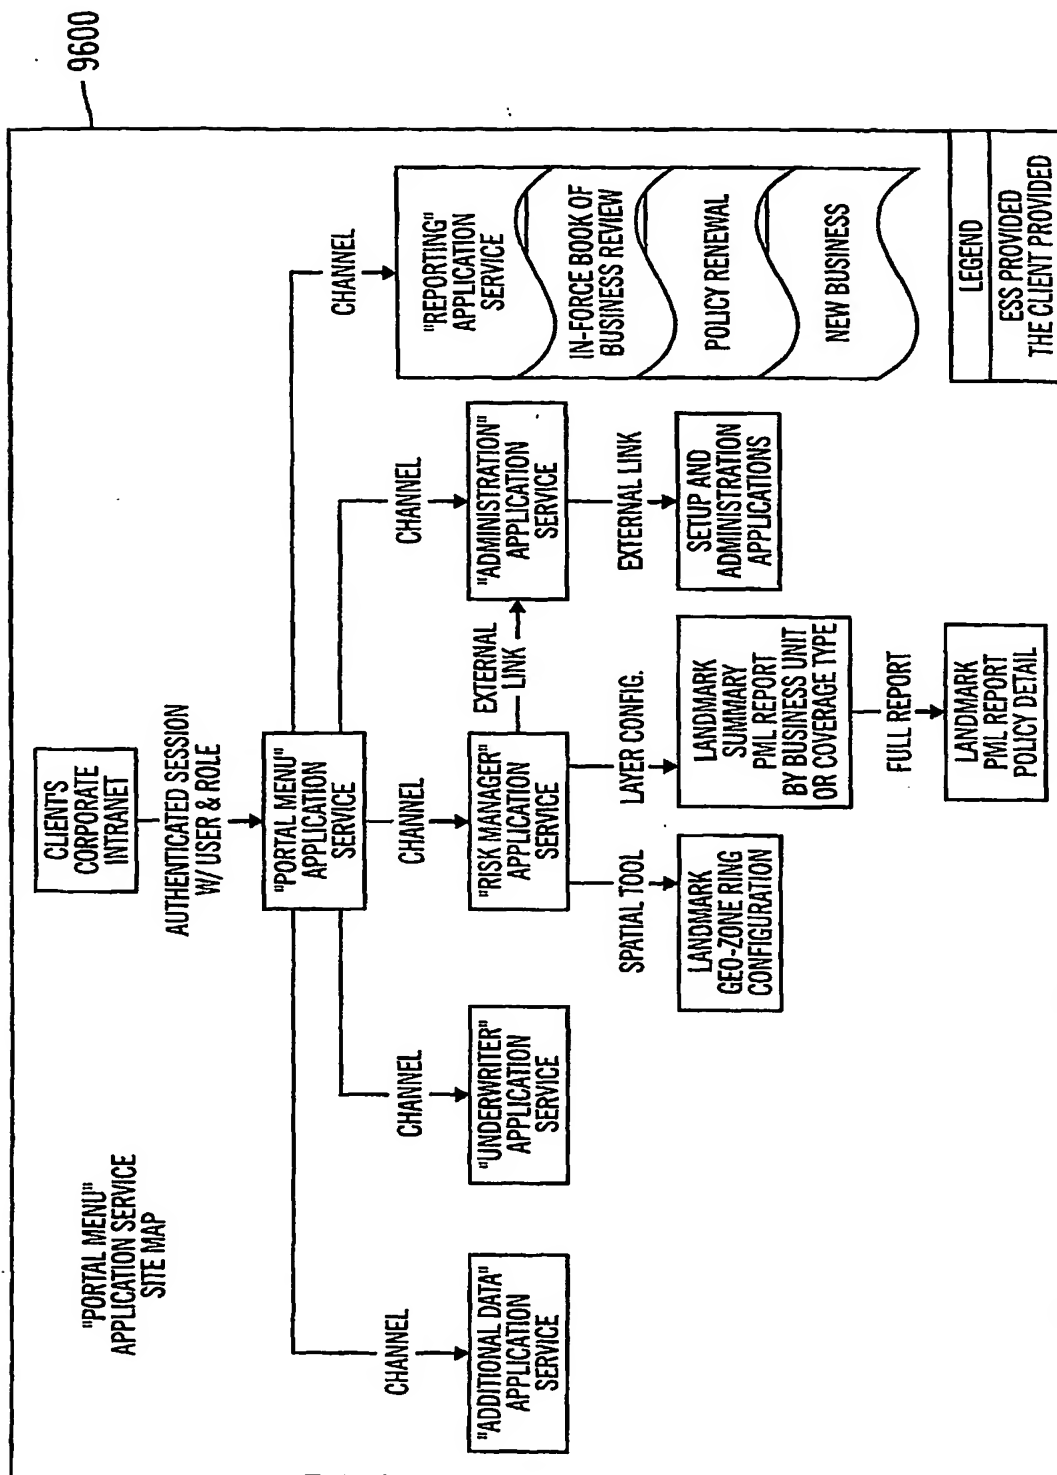 9600
"PORTAL MENU"
APPLICATION SERVICE
SITE MAP
CLIENTS
CORPORATE
INTRANET
AUTHENTICATED SESSION
W/ USER & ROLE
"PORTAL MENU"
APPLICATION
SERVICE
CHANNEL
CHANNEL
CHANNEL
CHANNEL
CHANNEL
"ADDITIONAL DATA"
APPLICATION
SERVICE
"UNDERWRITER"
APPLICATION
SERVICE
"RISK MANAGER"
APPLICATION
SERVICE
EXTERNAL
LINK
"ADMINISTRATION"
APPLICATION
SERVICE
"REPORTING"
APPLICATION
SERVICE
IN-FORCE BOOK OF
BUSINESS REVIEW
POLICY RENEWAL
NEW BUSINESS
SPATIAL TOOL
LAYER CONFIG.
EXTERNAL LINK
LANDMARK
GEO-ZONE RING
CONFIGURATION
LANDMARK
SUMMARY
PML REPORT
BY BUSINESS UNIT
OR COVERAGE TYPE
SETUP AND
ADMINISTRATION
APPLICATIONS
FULL REPORT
LANDMARK
PML REPORT
POLICY DETAIL
LEGEND
ESS PROVIDED
THE CLIENT PROVIDED